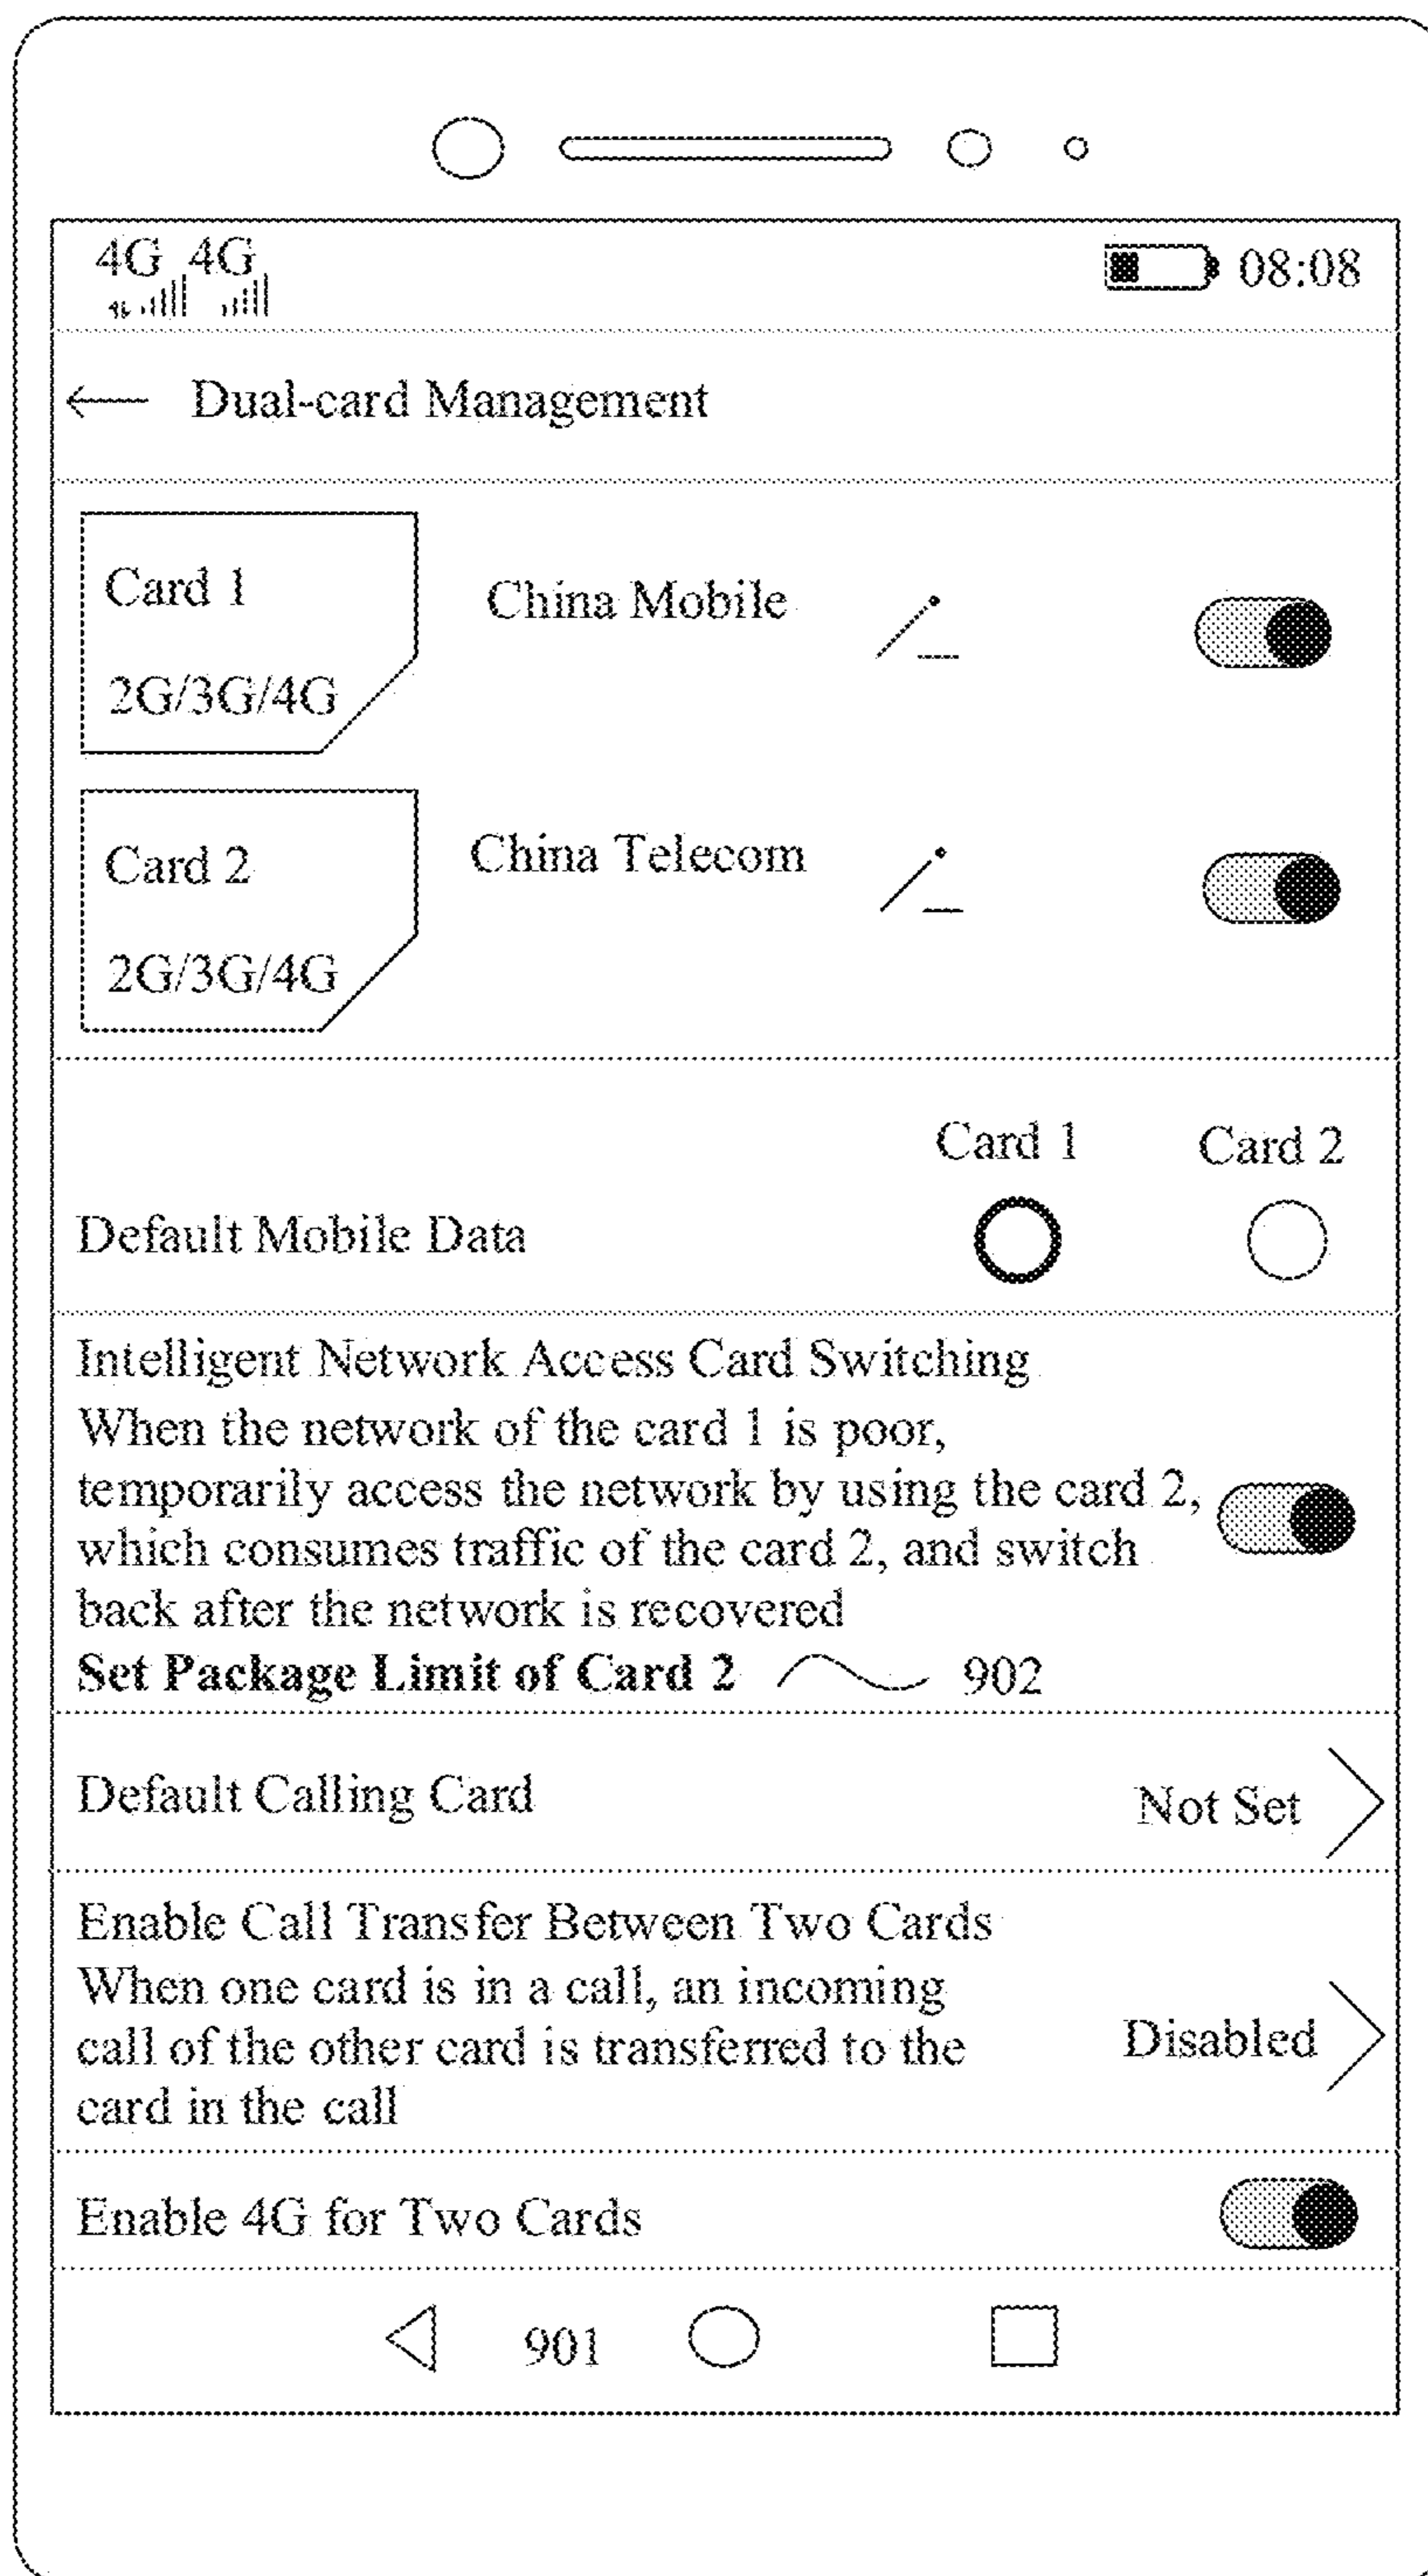 4G 4G
4G
08:08
Dual-card Management
Card 1
2G/3G/4G
China Mobile
Card 2
2G/3G/4G
China Telecom
Card 1 Card 2
Default Mobile Data
Intelligent Network Access Card Switching
When the network of the card 1 is poor,
temporarily access the network by using the card 2,
which consumes traffic of the card 2, and switch
back after the network is recovered
Set Package Limit of Card 2 902
Default Calling Card Not Set
Enable Call Transfer Between Two Cards
When one card is in a call, an incoming
call of the other card is transferred to the
card in the call
Disabled
Enable 4G for Two Cards
901